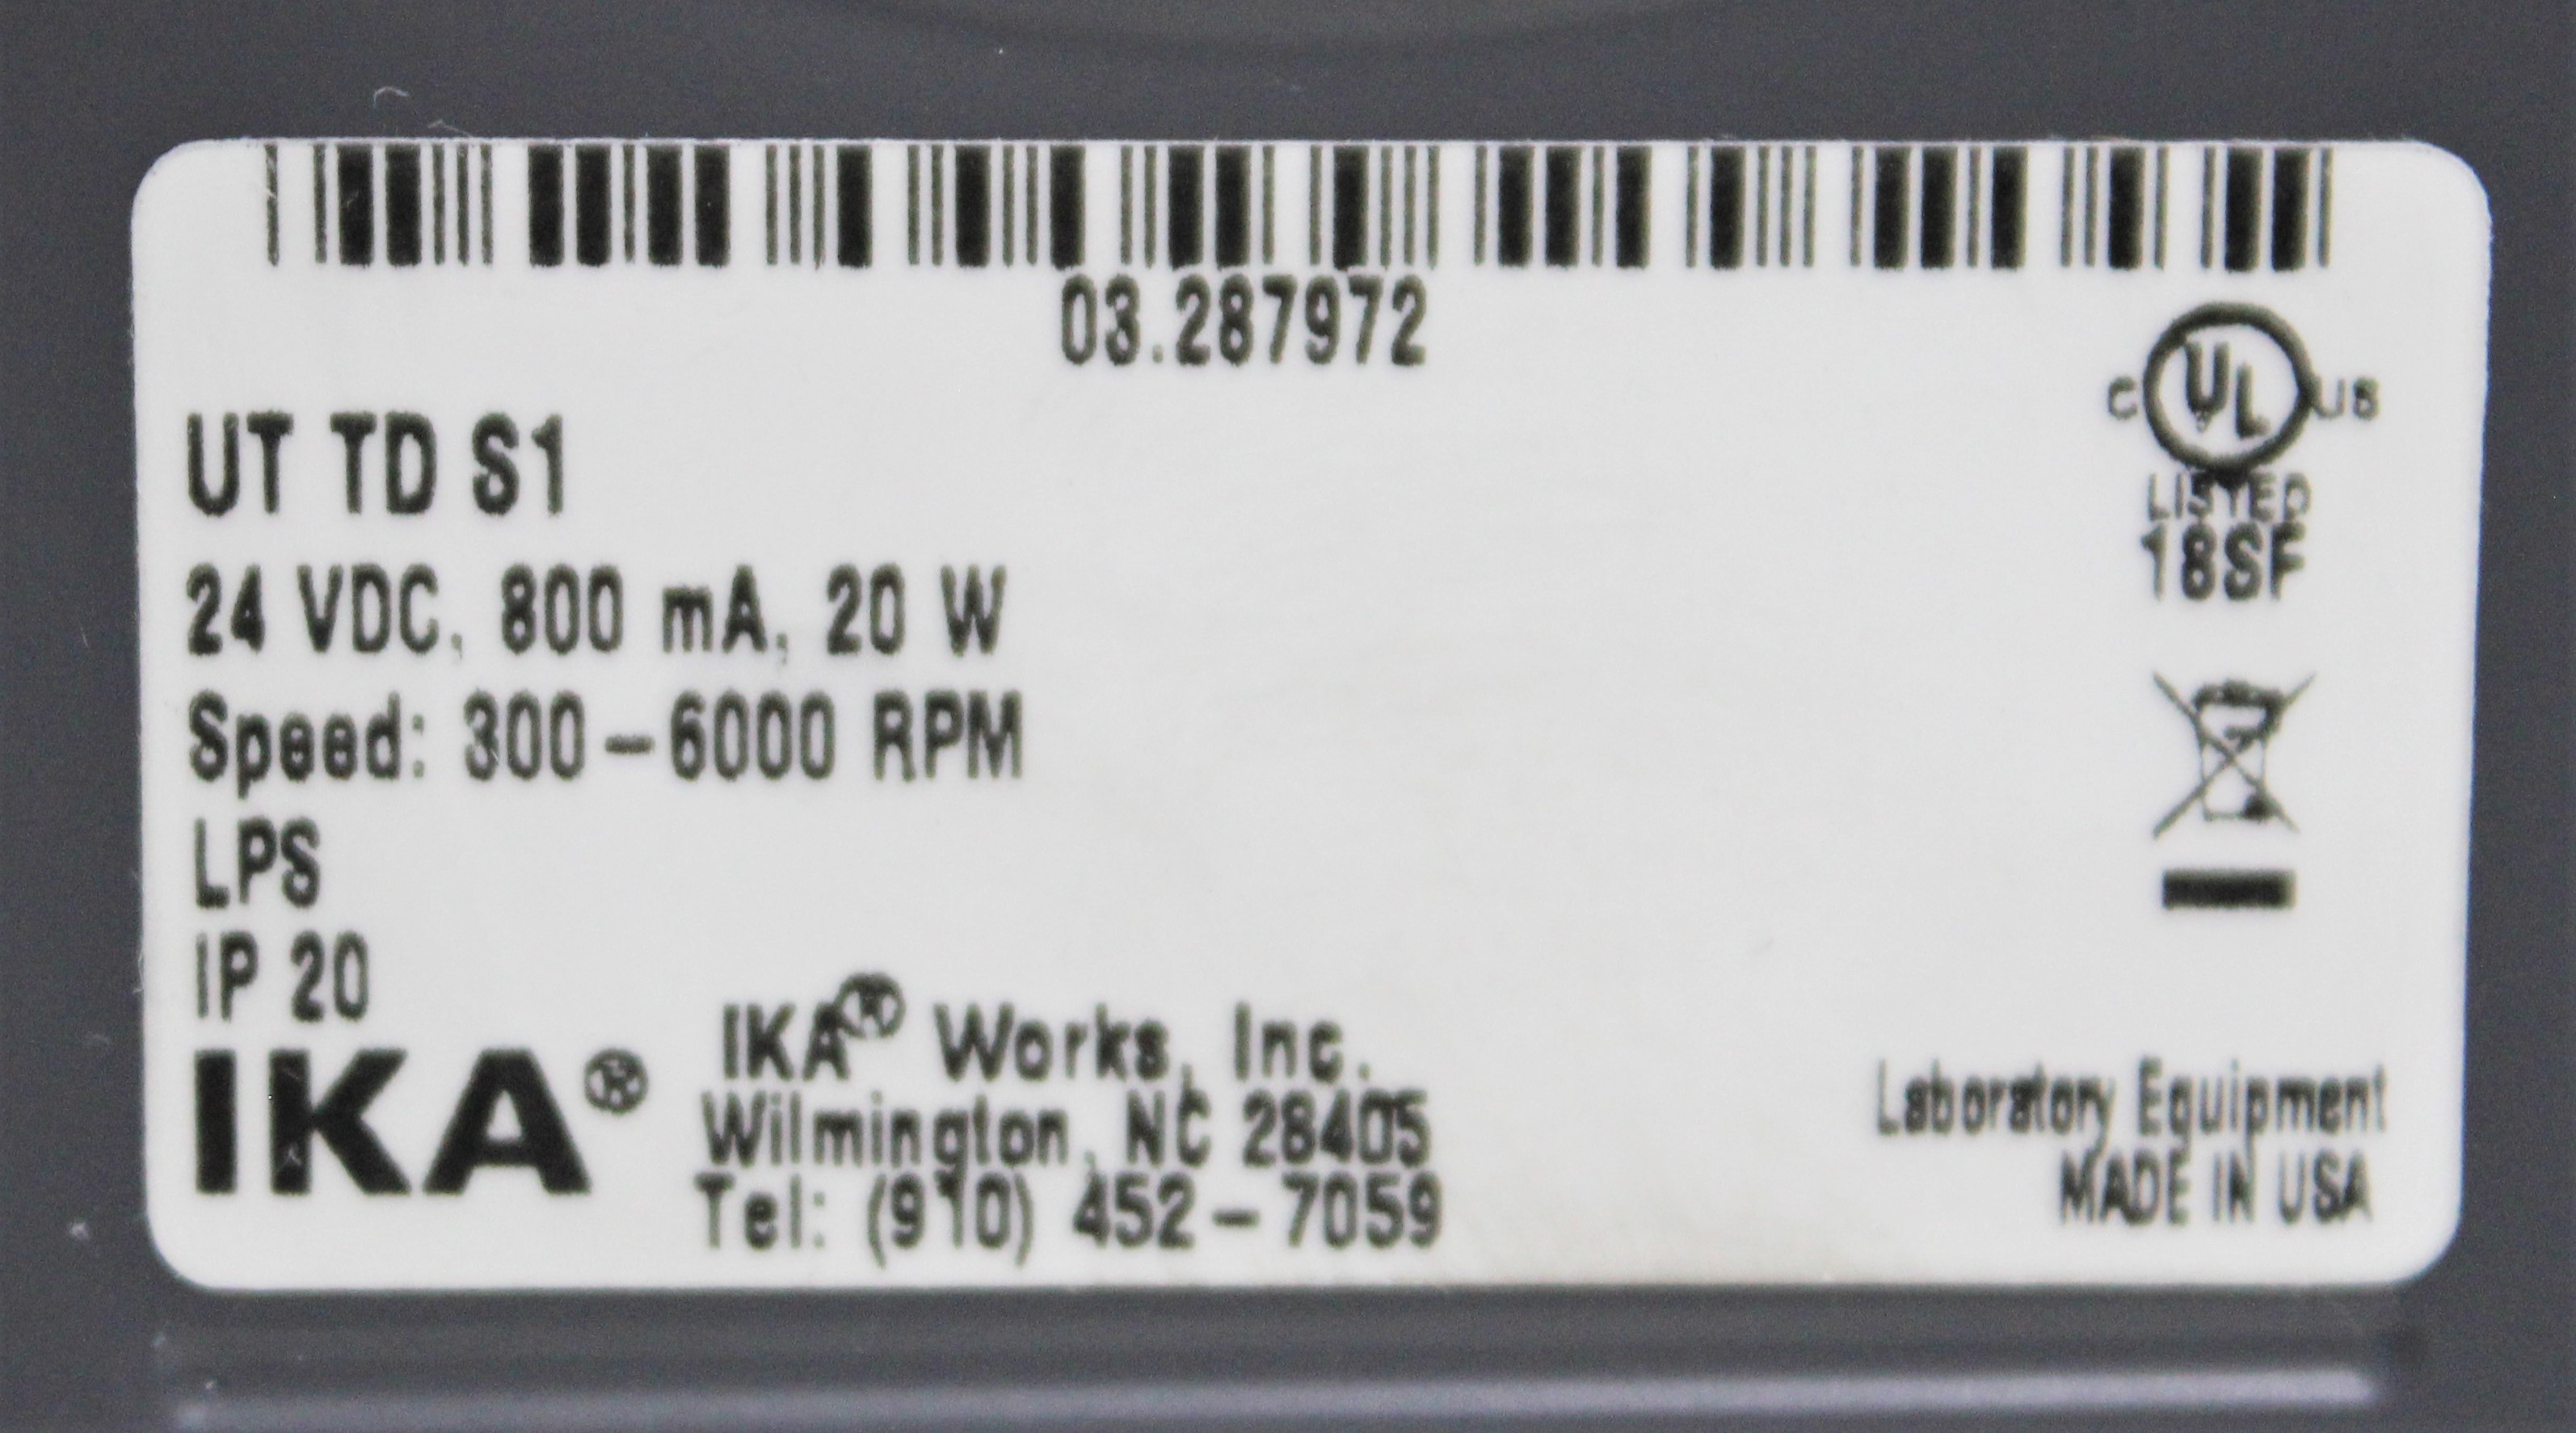 03.287972
C UL US
LISTED
18SF
UT TD S1
24 VDC, 800 mA, 20 W
Speed: 300-6000 RPM
LPS
IP 20
IKA®
IKA® Works, Inc.
Wilmington, NC 28405
Tel: (910) 452-7059
Laboratory Equipment
MADE IN USA